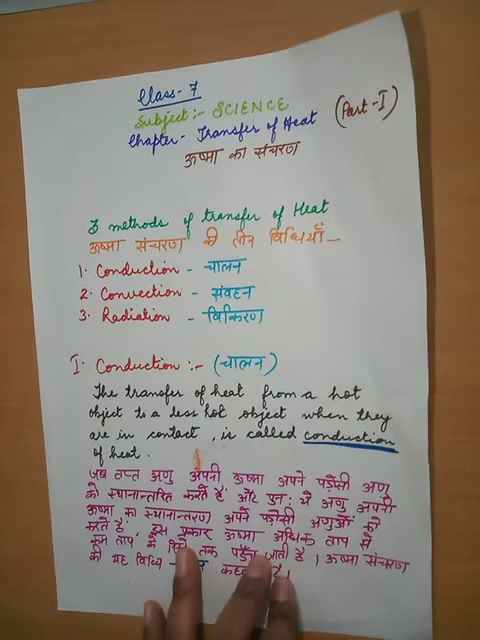 Class-7
Subject:- SCIENCE
Chapter- Transfer of Heat (Part-I)
ऊष्मा का संचरण
3 methods of transfer of Heat
ऊष्मा संचरण की तीन विधियाँ-
1. Conduction - चालन
2. Convection - संवहन
3. Radiation - विकिरण
I. Conduction :- (चालन)
The transfer of heat from a hot
object to a less hot object when they
are in contact, is called conduction
of heat.
जब तप्त अणु अपनी ऊष्मा अपने पड़ोसी अणु
को स्थानान्तरित करते हैं और पुन: ये अणु अपनी
ऊष्मा का स्थानान्तरण अपने पड़ोसी अणुओं को
करते हैं, इस प्रकार ऊष्मा अधिक ताप से
कम ताप के तक पहुँच जाती है। ऊष्मा संचरण
की यह विधि है।